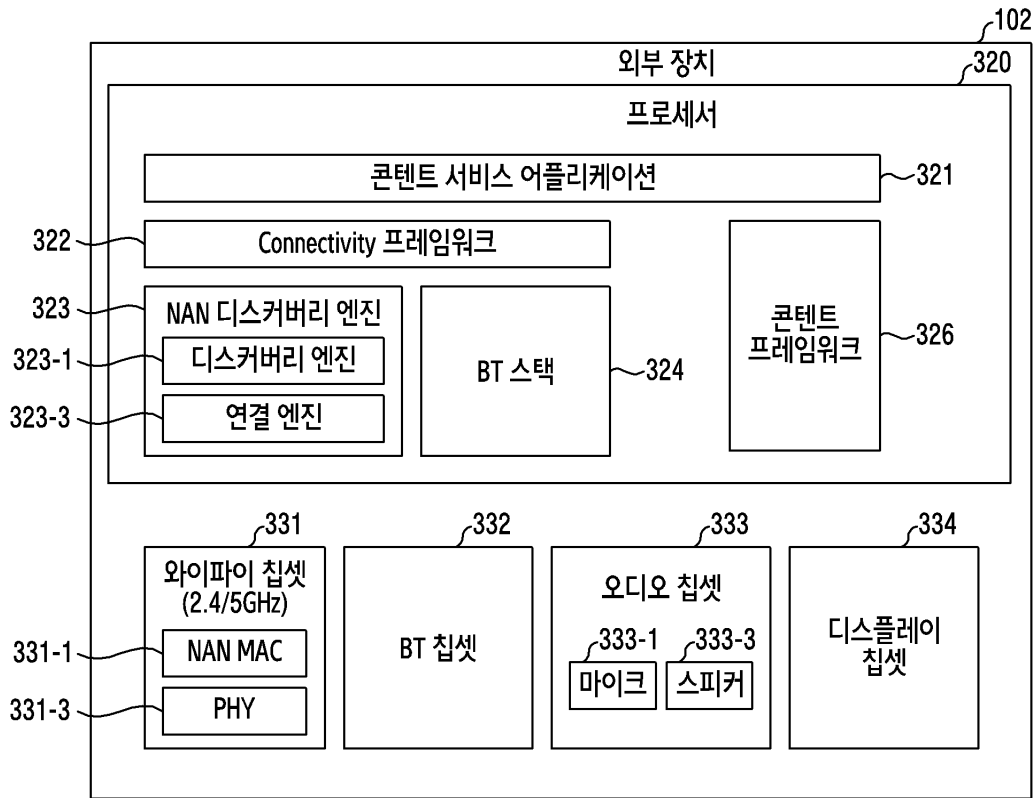 102
외부 장치
320
프로세서
콘텐트 서비스 어플리케이션
321
322
Connectivity 프레임워크
323
NAN 디스커버리 엔진
323-1
디스커버리 엔진
323-3
연결 엔진
BT 스택
324
콘텐트
프레임워크
326
331
와이파이 칩셋
(2.4/5GHz)
331-1
NAN MAC
331-3
PHY
332
BT 칩셋
333
오디오 칩셋
333-1
마이크
333-3
스피커
334
디스플레이
칩셋